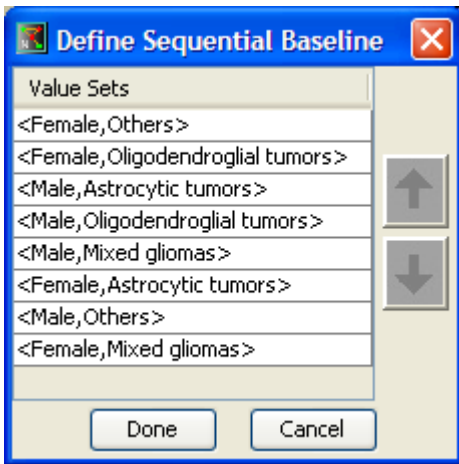 Define Sequential Baseline
Value Sets
<Female,Others>
<Female,Oligodendroglial tumors>
<Male,Astrocytic tumors>
<Male,Oligodendroglial tumors>
<Male,Mixed gliomas>
<Female,Astrocytic tumors>
<Male,Others>
<Female,Mixed gliomas>
Done Cancel